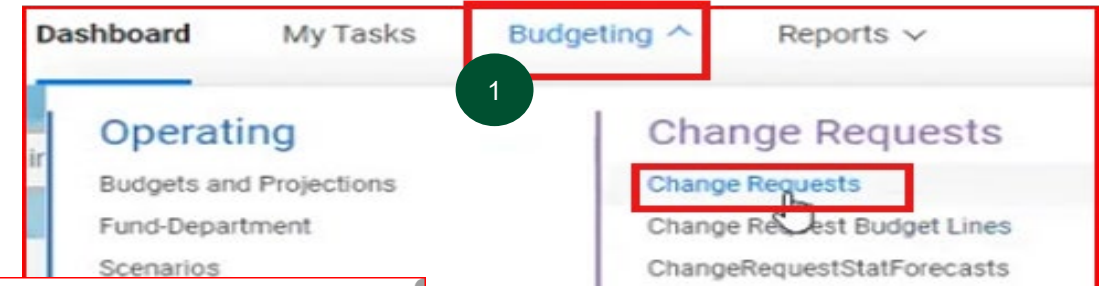 Dashboard My Tasks Budgeting Reports
1
Operating
Budgets and Projections
Fund-Department
Scenarios
Change Requests
Change Requests
Change Request Budget Lines
ChangeRequestStatForecasts